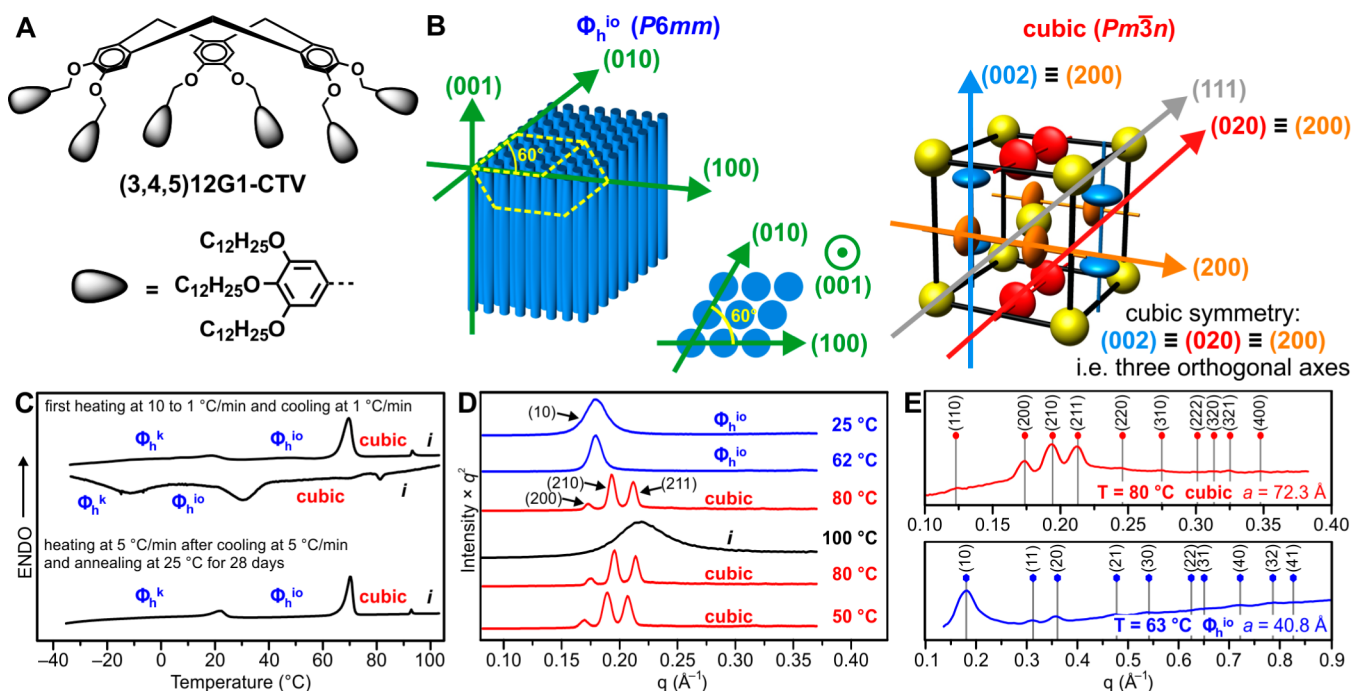 A
(3,4,5)12G1-CTV
C₁₂H₂₅O
C₁₂H₂₅O
C₁₂H₂₅O
=
O
O
O
O
O
O
B
Φₕⁱᵒ (P6mm)
(001)
(010)
60°
(100)
(010)
(001)
60°
(100)
cubic (Pm3̅n)
(002) ≡ (200)
(111)
(020) ≡ (200)
(200)
cubic symmetry:
(002) ≡ (020) ≡ (200)
i.e. three orthogonal axes
C
first heating at 10 to 1 °C/min and cooling at 1 °C/min
Φₕᵏ
Φₕⁱᵒ
cubic
i
Φₕᵏ
Φₕⁱᵒ
cubic
i
heating at 5 °C/min after cooling at 5 °C/min
and annealing at 25 °C for 28 days
Φₕᵏ
Φₕⁱᵒ
cubic
i
ENDO
−40 −20 0 20 40 60 80 100
Temperature (°C)
D
(10)
Φₕⁱᵒ
25 °C
Φₕⁱᵒ
62 °C
(200)
(210)
(211)
cubic
80 °C
i
100 °C
cubic
80 °C
cubic
50 °C
Intensity × q²
0.10 0.20 0.25 0.30 0.35 0.40
q (Å⁻¹)
E
(110)
(200)
(210)
(211)
(220)
(310)
(222)
(320)
(321)
(400)
T = 80 °C cubic a = 72.3 Å
0.10 0.15 0.20 0.25 0.30 0.35 0.40
(10)
(11)
(20)
(21)
(30)
(22)
(31)
(40)
(32)
(41)
T = 63 °C Φₕⁱᵒ a = 40.8 Å
0.1 0.2 0.3 0.4 0.5 0.6 0.7 0.8 0.9
q (Å⁻¹)